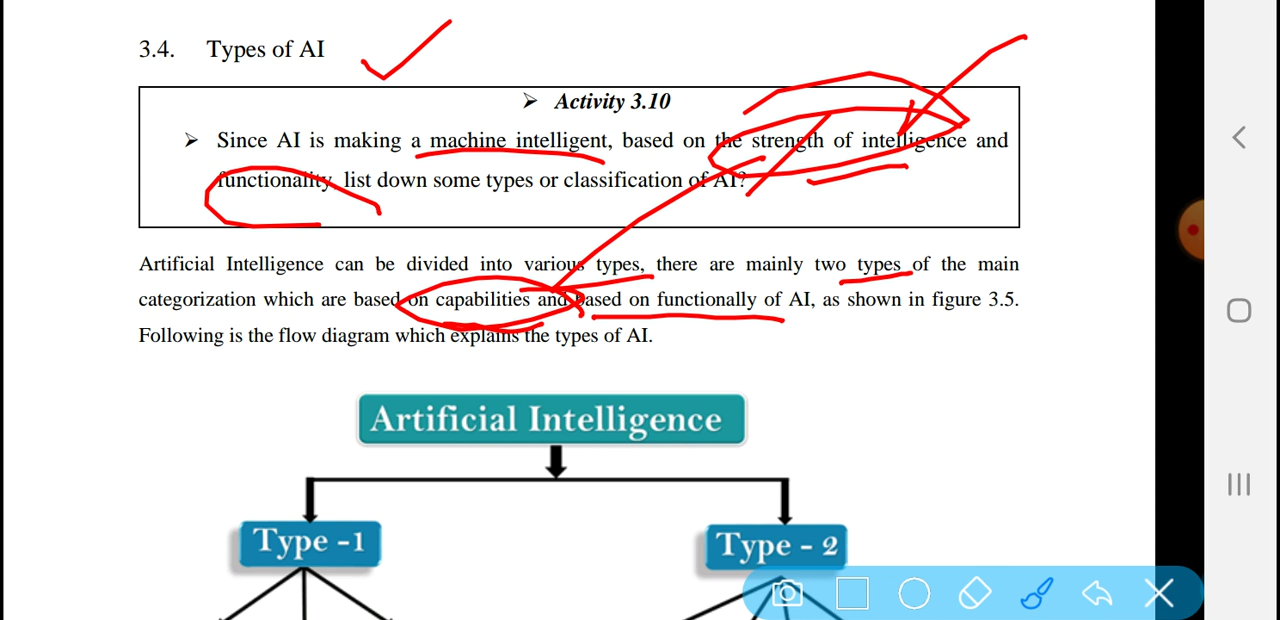 3.4. Types of AI
➢ Activity 3.10
➢ Since AI is making a machine intelligent, based on the strength of intelligence and
functionality, list down some types or classification of AI?
Artificial Intelligence can be divided into various types, there are mainly two types of the main
categorization which are based on capabilities and based on functionally of AI, as shown in figure 3.5.
Following is the flow diagram which explains the types of AI.
Artificial Intelligence
Type -1
Type - 2